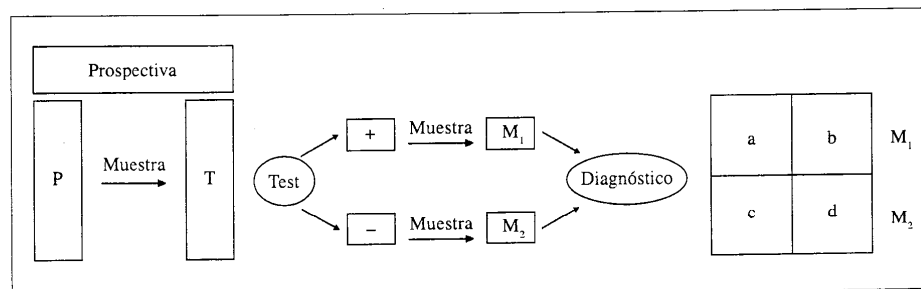 Prospectiva
P
Muestra
T
Test
+
Muestra
M₁
−
Muestra
M₂
Diagnóstico
a b M₁
c d M₂